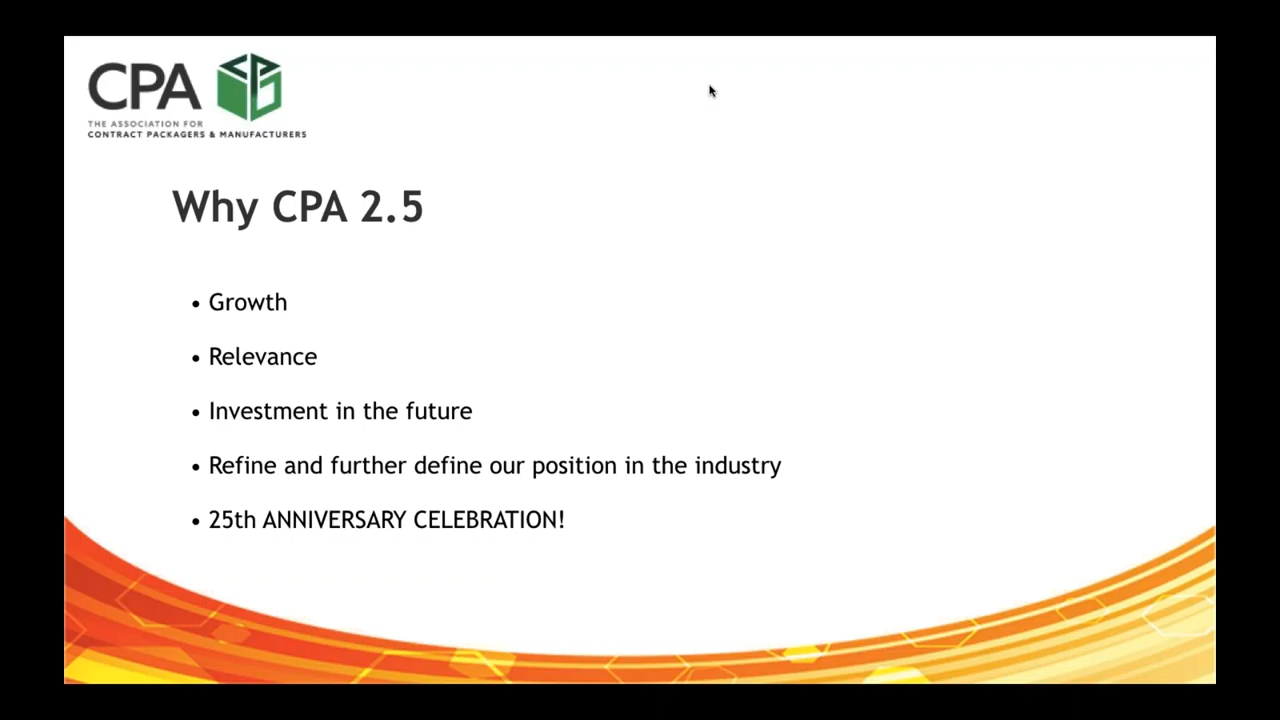 CPA
THE ASSOCIATION FOR
CONTRACT PACKAGERS & MANUFACTURERS
Why CPA 2.5
• Growth
• Relevance
• Investment in the future
• Refine and further define our position in the industry
• 25th ANNIVERSARY CELEBRATION!